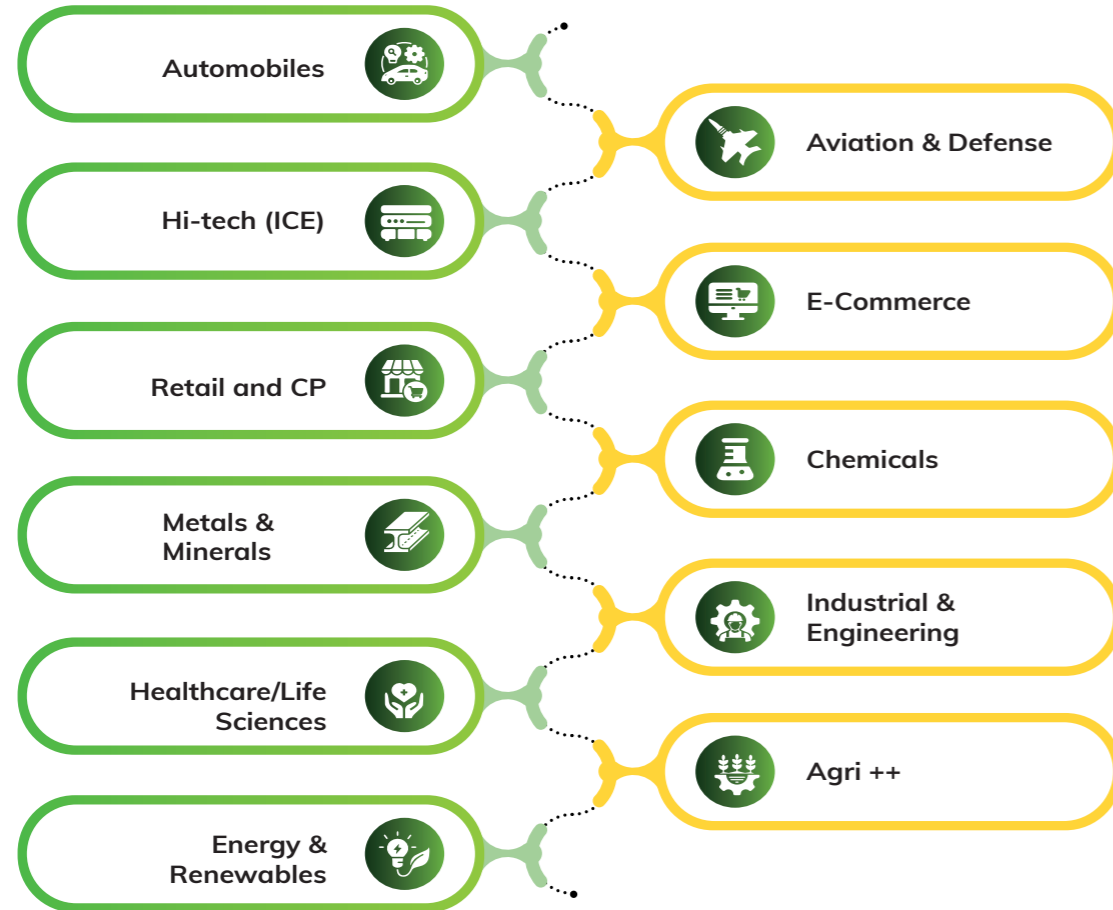 Automobiles
Aviation & Defense
Hi-tech (ICE)
E-Commerce
Retail and CP
Chemicals
Metals &
Minerals
Industrial &
Engineering
Healthcare/Life
Sciences
Agri ++
Energy &
Renewables